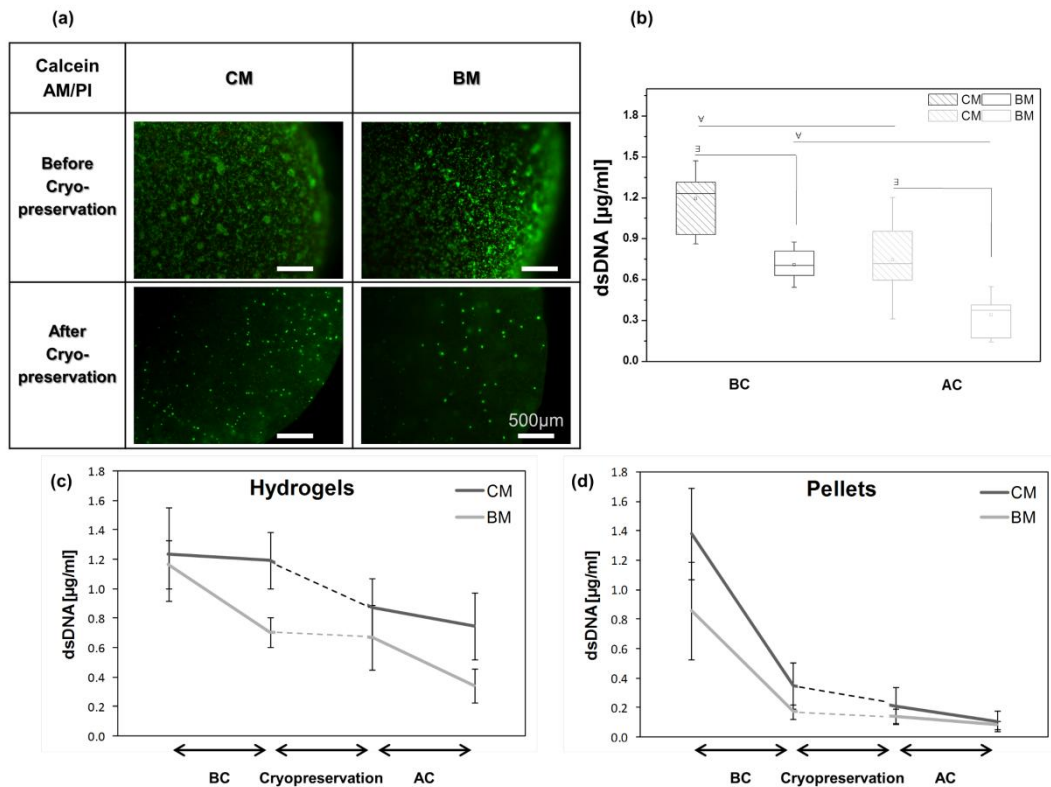 (a)
Calcein
AM/PI
CM
BM
Before
Cryo-
preservation
After
Cryo-
preservation
500µm
(b)
CM BM
CM BM
dsDNA [µg/ml]
1.8
1.5
1.2
0.9
0.6
0.3
0.0
∀
∀
∃
∃
BC
AC
(c)
Hydrogels
CM
BM
dsDNA [µg/ml]
1.8
1.6
1.4
1.2
1.0
0.8
0.6
0.4
0.2
0.0
BC Cryopreservation AC
(d)
Pellets
CM
BM
dsDNA [µg/ml]
1.8
1.6
1.4
1.2
1.0
0.8
0.6
0.4
0.2
0.0
BC Cryopreservation AC